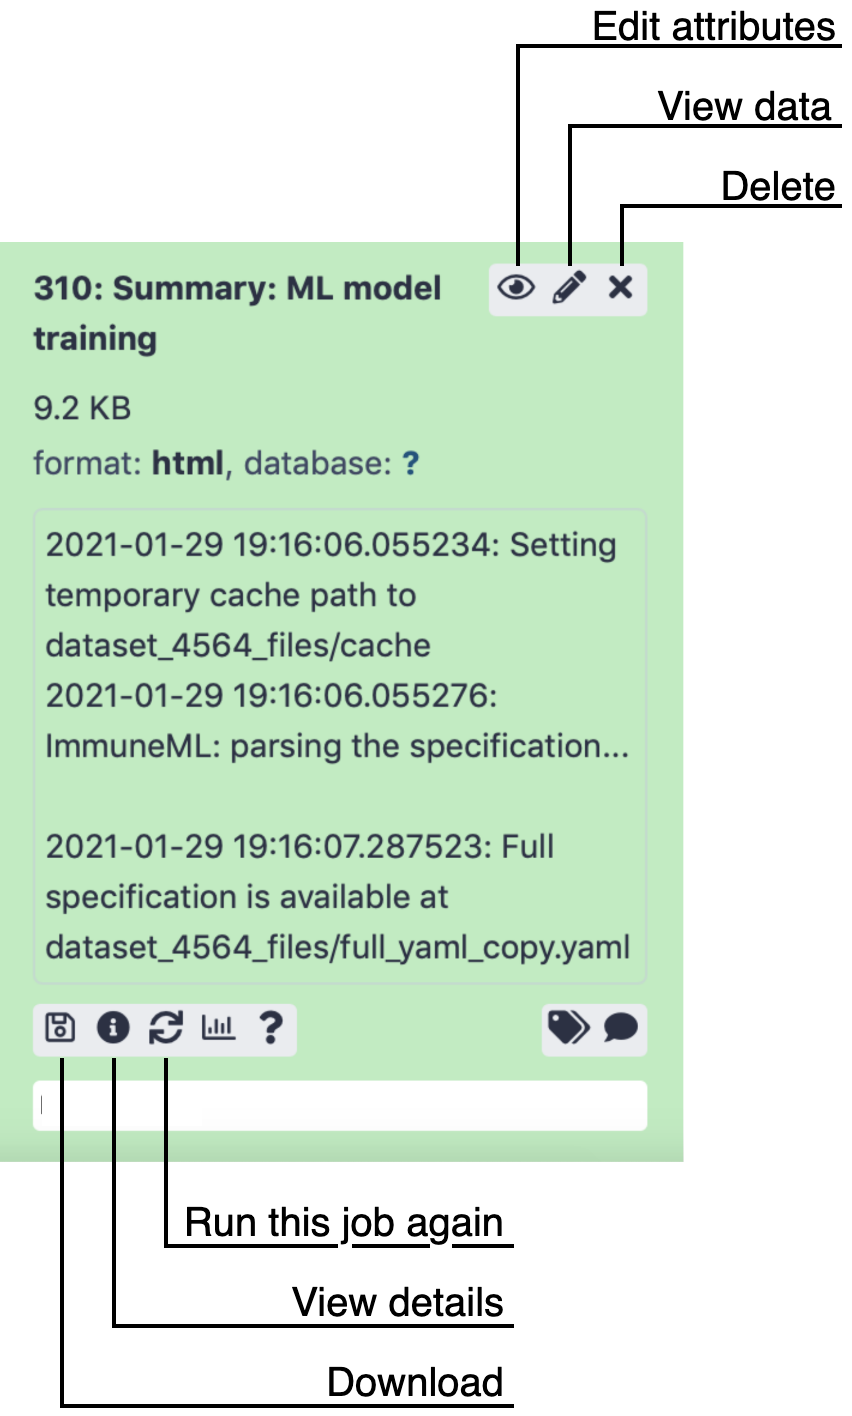 Edit attributes
View data
Delete
310: Summary: ML model
training
9.2 KB
format: html, database: ?
2021-01-29 19:16:06.055234: Setting
temporary cache path to
dataset_4564_files/cache
2021-01-29 19:16:06.055276:
ImmuneML: parsing the specification...
2021-01-29 19:16:07.287523: Full
specification is available at
dataset_4564_files/full_yaml_copy.yaml
Run this job again
View details
Download